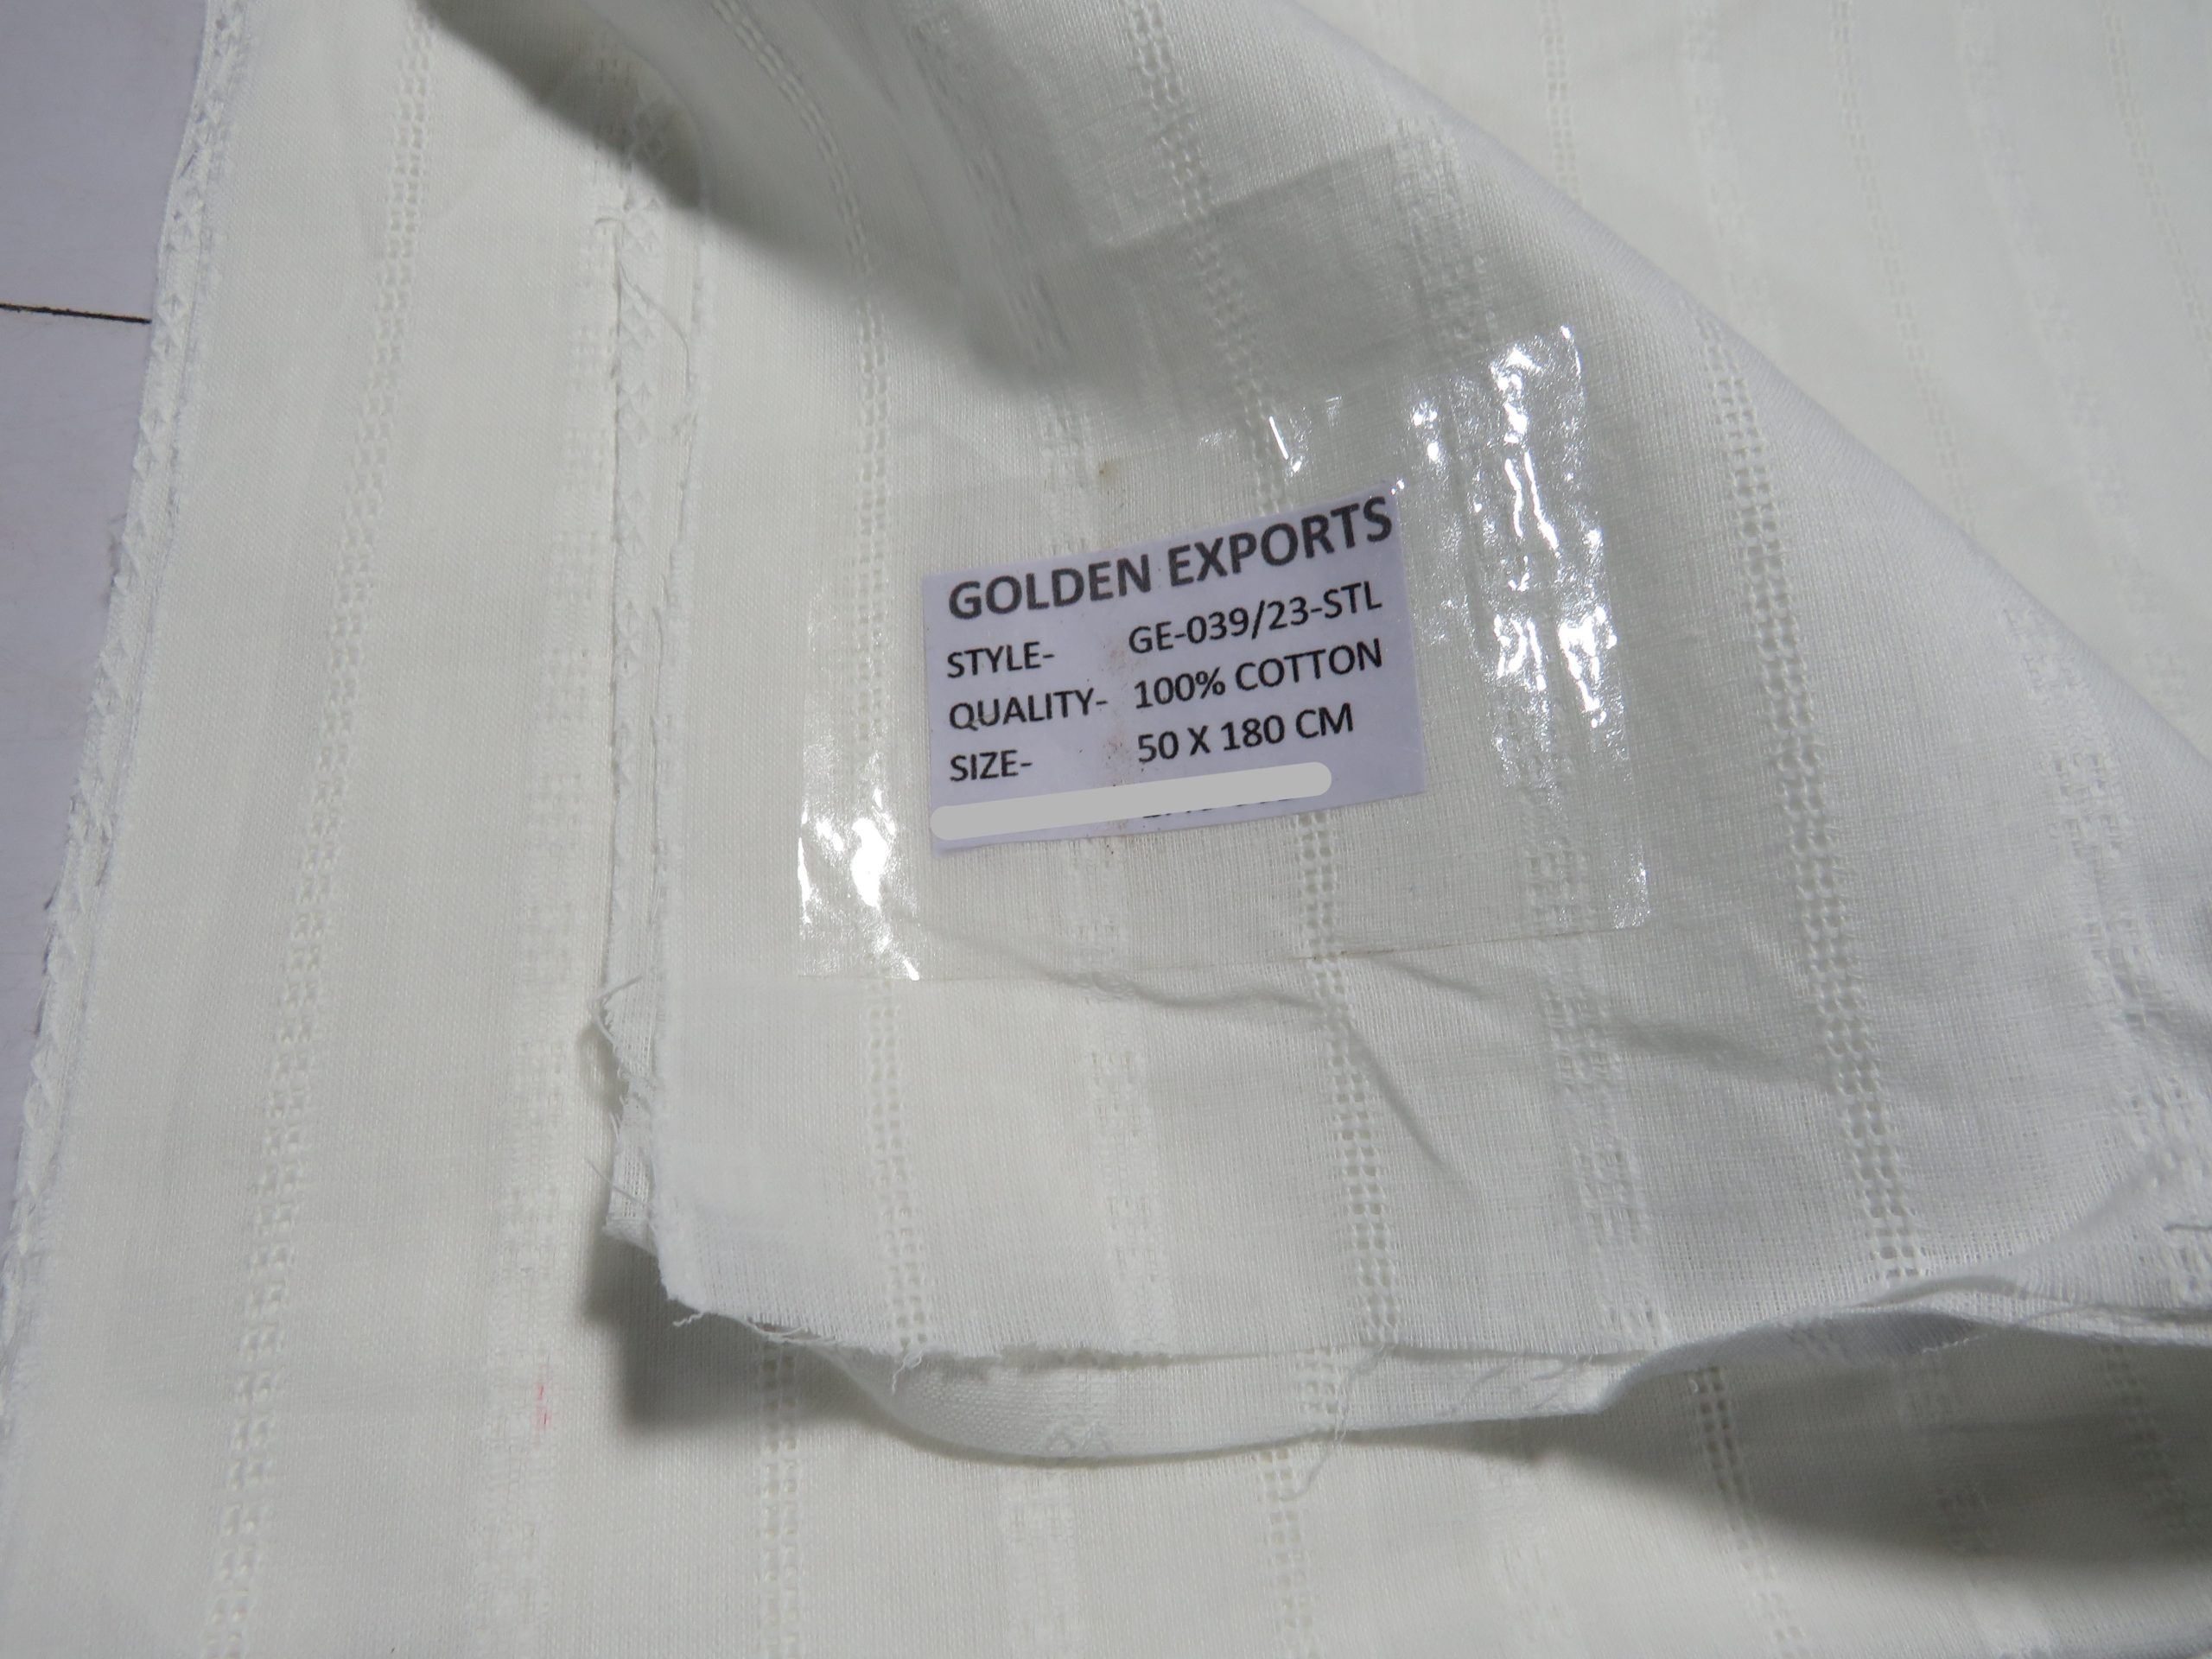 GOLDEN EXPORTS
STYLE- GE-039/23-STL
QUALITY- 100% COTTON
SIZE- 50 X 180 CM